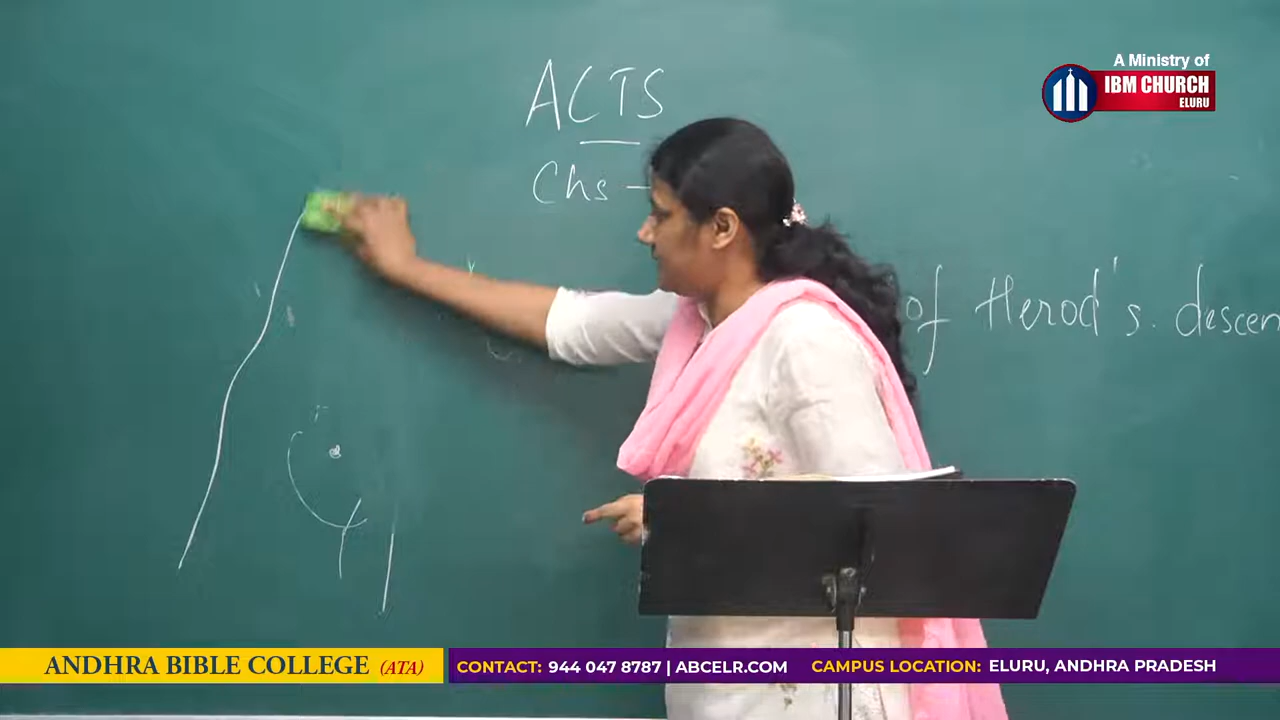 A Ministry of
IBM CHURCH
ELURU
ACTS
Chs -
of Herod's. descen
ANDHRA BIBLE COLLEGE (ATA)
CONTACT: 944 047 8787 | ABCELR.COM
CAMPUS LOCATION: ELURU, ANDHRA PRADESH